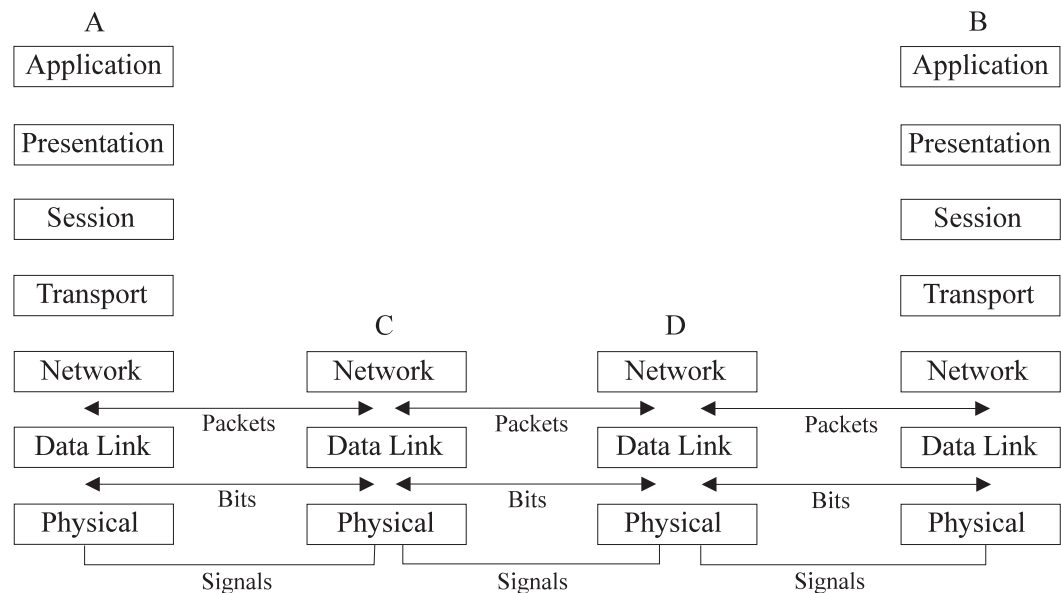 A
B
Application
Application
Presentation
Presentation
Session
Session
Transport
Transport
C
D
Network
Network
Network
Network
Packets
Packets
Packets
Data Link
Data Link
Data Link
Data Link
Bits
Bits
Bits
Physical
Physical
Physical
Physical
Signals
Signals
Signals